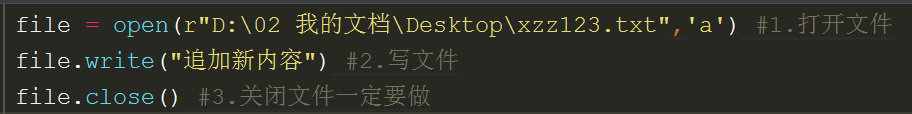 file = open(r"D:\02 我的文档\Desktop\xzz123.txt",'a') #1.打开文件
file.write("追加新内容") #2.写文件
file.close() #3.关闭文件一定要做